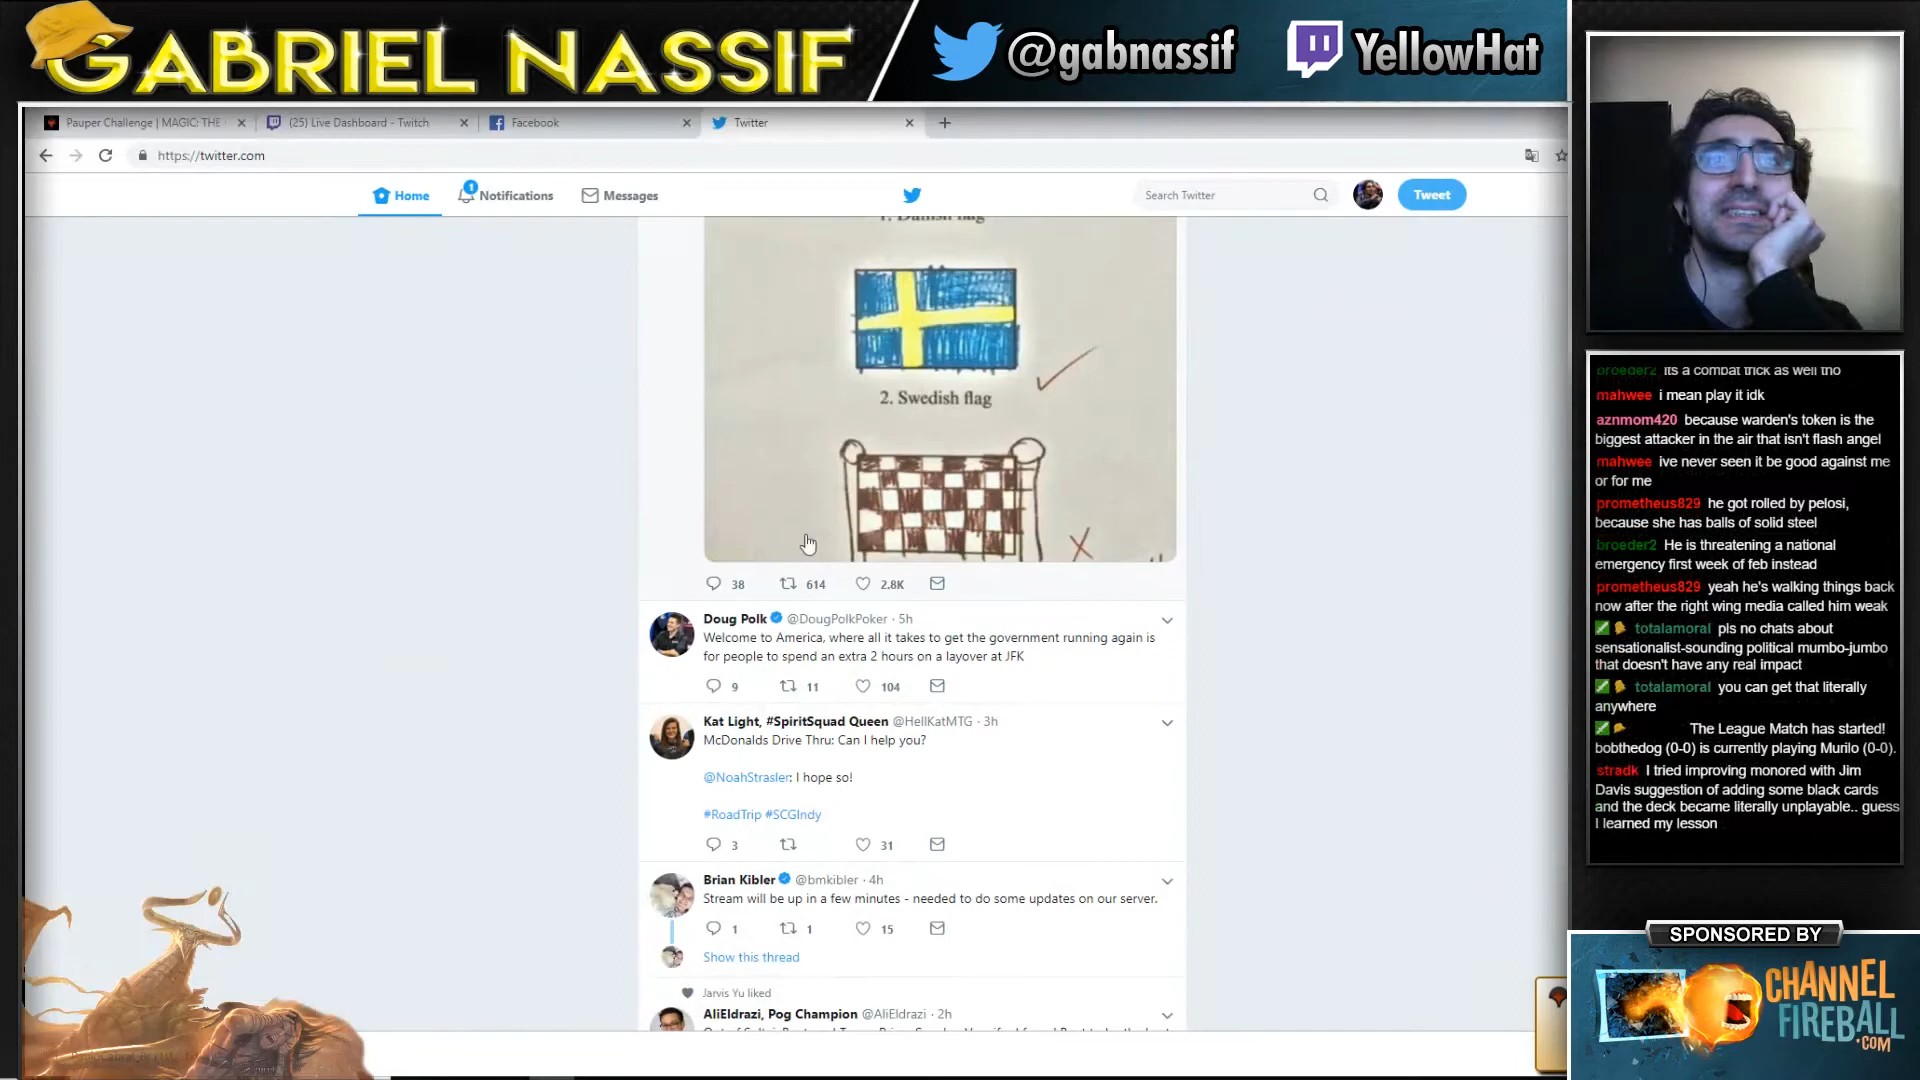 GABRIEL NASSIF
@gabnassif
YellowHat
Pauper Challenge | MAGIC: THE
(25) Live Dashboard - Twitch
Facebook
Twitter
https://twitter.com
Home
1
Notifications
Messages
Search Twitter
Tweet
1. Danish flag
2. Swedish flag
38 614 2.8K
Doug Polk @DougPolkPoker · 5h
Welcome to America, where all it takes to get the government running again is
for people to spend an extra 2 hours on a layover at JFK
9 11 104
Kat Light, #SpiritSquad Queen @HellKatMTG · 3h
McDonalds Drive Thru: Can I help you?
@NoahStrasler: I hope so!
#RoadTrip #SCGIndy
3 31
Brian Kibler @bmkibler · 4h
Stream will be up in a few minutes - needed to do some updates on our server.
1 1 15
Show this thread
Jarvis Yu liked
AliEldrazi, Pog Champion @AliEldrazi · 2h
broeder2 its a combat trick as well tho
mahwee i mean play it idk
aznmom420 because warden's token is the
biggest attacker in the air that isn't flash angel
mahwee ive never seen it be good against me
or for me
prometheus829 he got rolled by pelosi,
because she has balls of solid steel
broeder2 He is threatening a national
emergency first week of feb instead
prometheus829 yeah he's walking things back
now after the right wing media called him weak
totalamoral pls no chats about
sensationalist-sounding political mumbo-jumbo
that doesn't have any real impact
totalamoral you can get that literally
anywhere
The League Match has started!
bobthedog (0-0) is currently playing Murilo (0-0).
stradk I tried improving monored with Jim
Davis suggestion of adding some black cards
and the deck became literally unplayable.. guess
I learned my lesson
SPONSORED BY
CHANNEL
FIREBALL
.COM